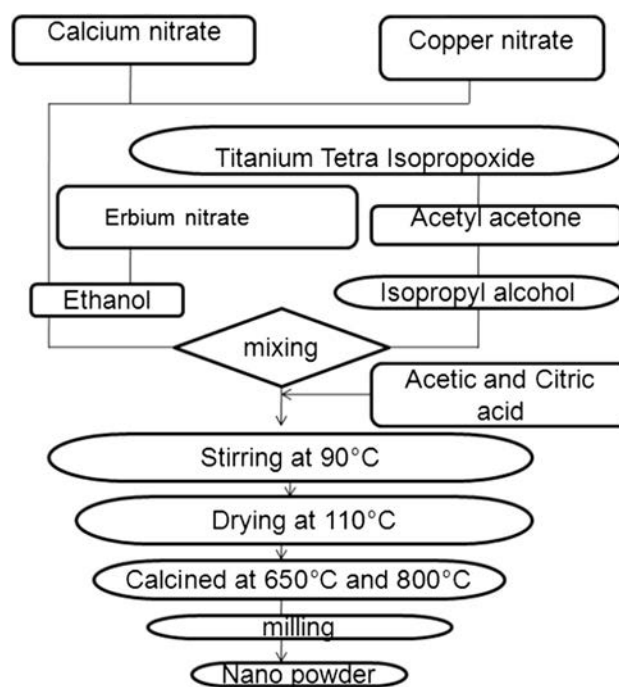 Calcium nitrate
Copper nitrate
Titanium Tetra Isopropoxide
Erbium nitrate
Acetyl acetone
Ethanol
Isopropyl alcohol
mixing
Acetic and Citric
acid
Stirring at 90°C
Drying at 110°C
Calcined at 650°C and 800°C
milling
Nano powder